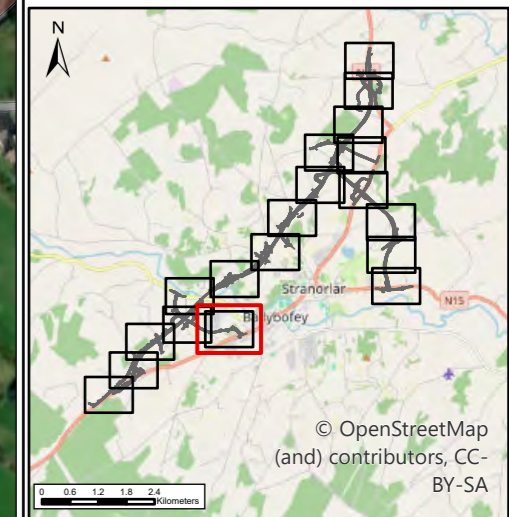 N
Stranorlar
Ballybofey
N15
© OpenStreetMap
(and) contributors, CC-
BY-SA
0 0.6 1.2 1.8 2.4
Kilometers